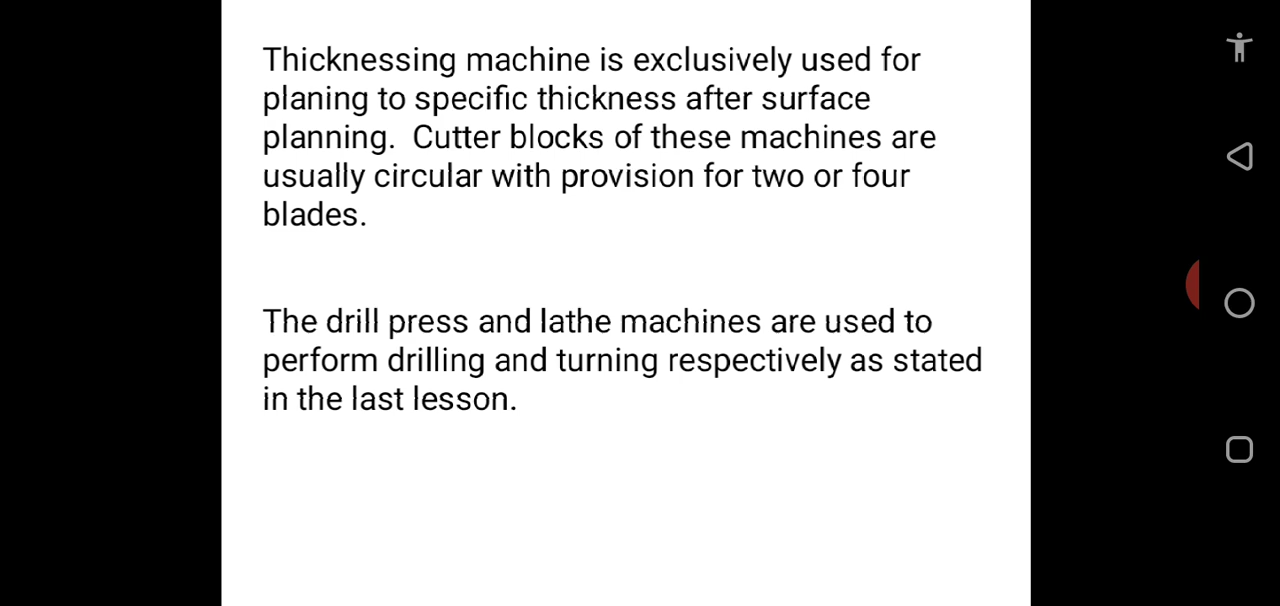 Thicknessing machine is exclusively used for
planing to specific thickness after surface
planning.  Cutter blocks of these machines are
usually circular with provision for two or four
blades.
The drill press and lathe machines are used to
perform drilling and turning respectively as stated
in the last lesson.